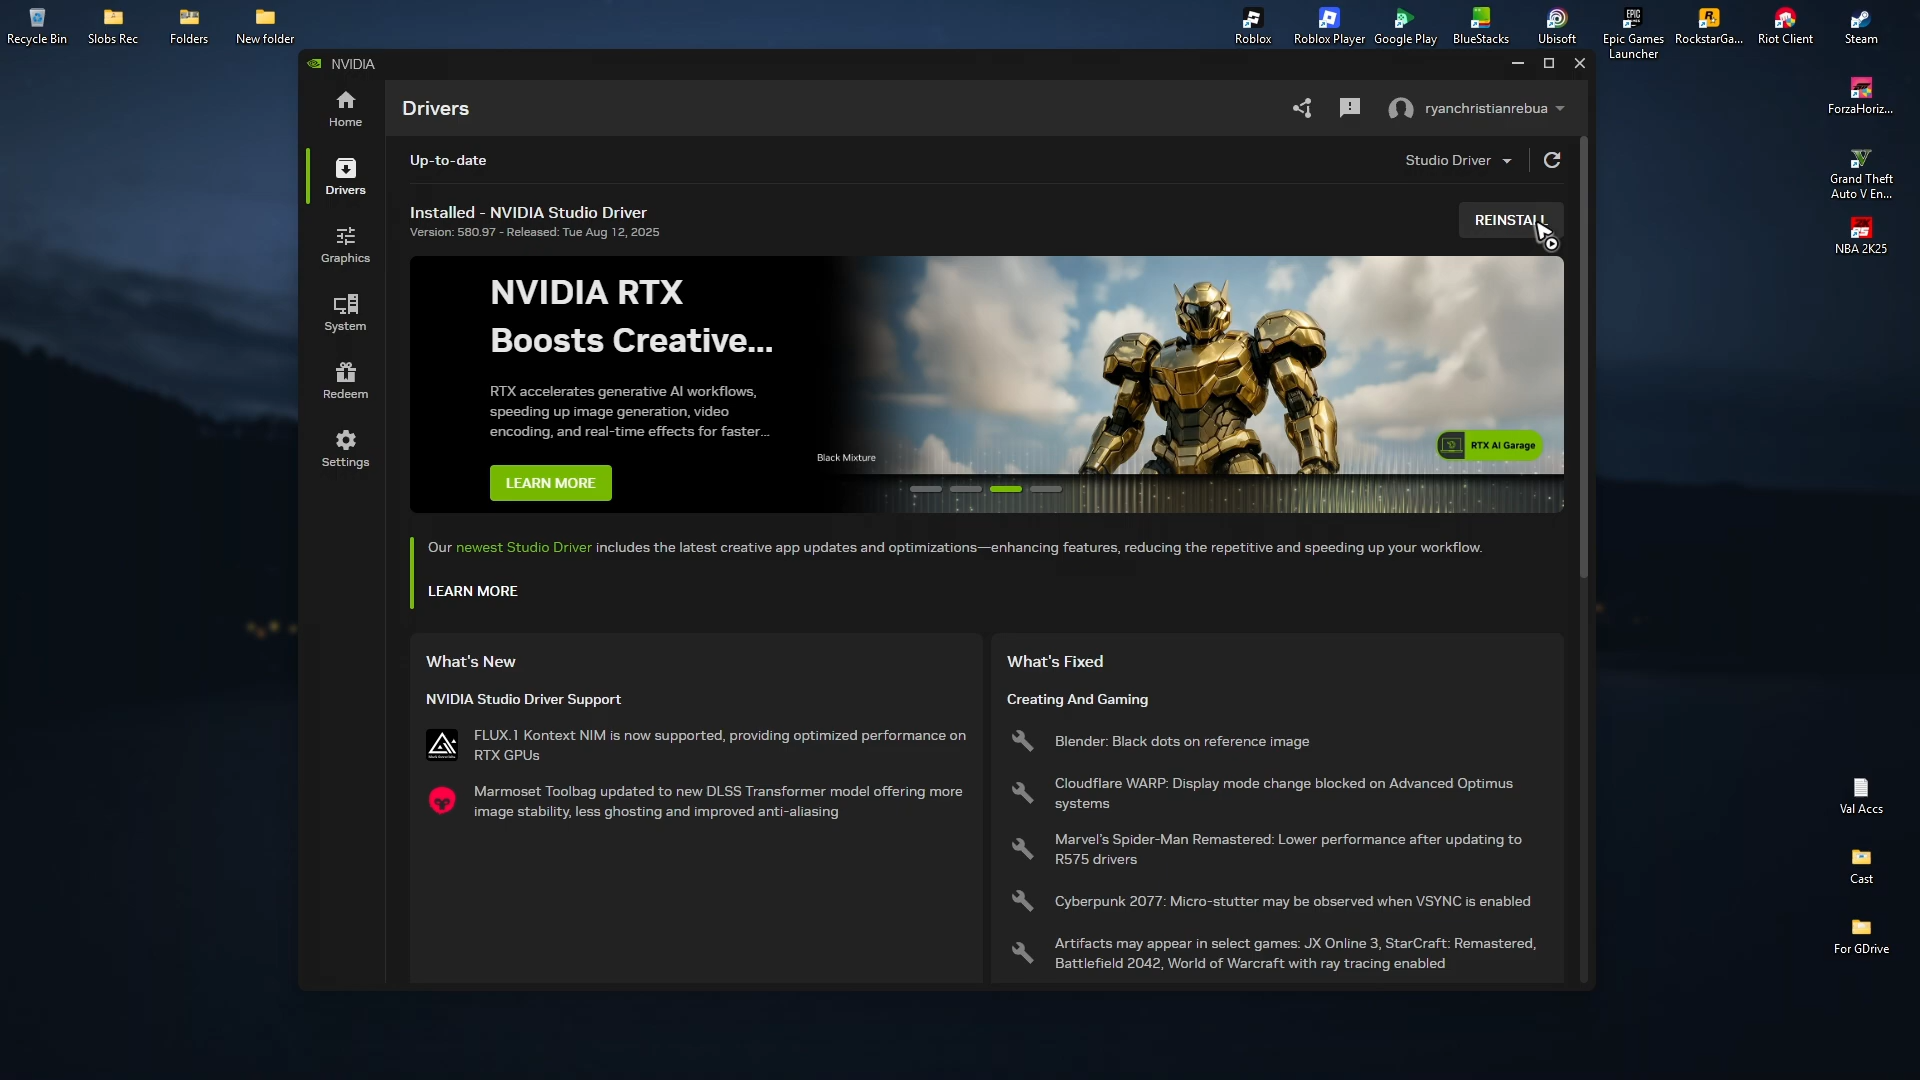 Recycle Bin
Slobs Rec
Folders
New folder
Roblox
Roblox Player
Google Play
BlueStacks
Ubisoft
Epic Games
Launcher
RockstarGa...
Riot Client
Steam
ForzaHoriz...
Grand Theft
Auto V En...
NBA 2K25
Val Accs
Cast
For GDrive
NVIDIA
Home
Drivers
Graphics
System
Redeem
Settings
Drivers
ryanchristianrebua
Up-to-date
Studio Driver
Installed - NVIDIA Studio Driver
Version: 580.97 - Released: Tue Aug 12, 2025
REINSTALL
NVIDIA RTX
Boosts Creative...
RTX accelerates generative AI workflows,
speeding up image generation, video
encoding, and real-time effects for faster...
LEARN MORE
Black Mixture
RTX AI Garage
Our newest Studio Driver includes the latest creative app updates and optimizations—enhancing features, reducing the repetitive and speeding up your workflow.
LEARN MORE
What's New
NVIDIA Studio Driver Support
FLUX.1 Kontext NIM is now supported, providing optimized performance on
RTX GPUs
Marmoset Toolbag updated to new DLSS Transformer model offering more
image stability, less ghosting and improved anti-aliasing
What's Fixed
Creating And Gaming
Blender: Black dots on reference image
Cloudflare WARP: Display mode change blocked on Advanced Optimus
systems
Marvel's Spider-Man Remastered: Lower performance after updating to
R575 drivers
Cyberpunk 2077: Micro-stutter may be observed when VSYNC is enabled
Artifacts may appear in select games: JX Online 3, StarCraft: Remastered,
Battlefield 2042, World of Warcraft with ray tracing enabled